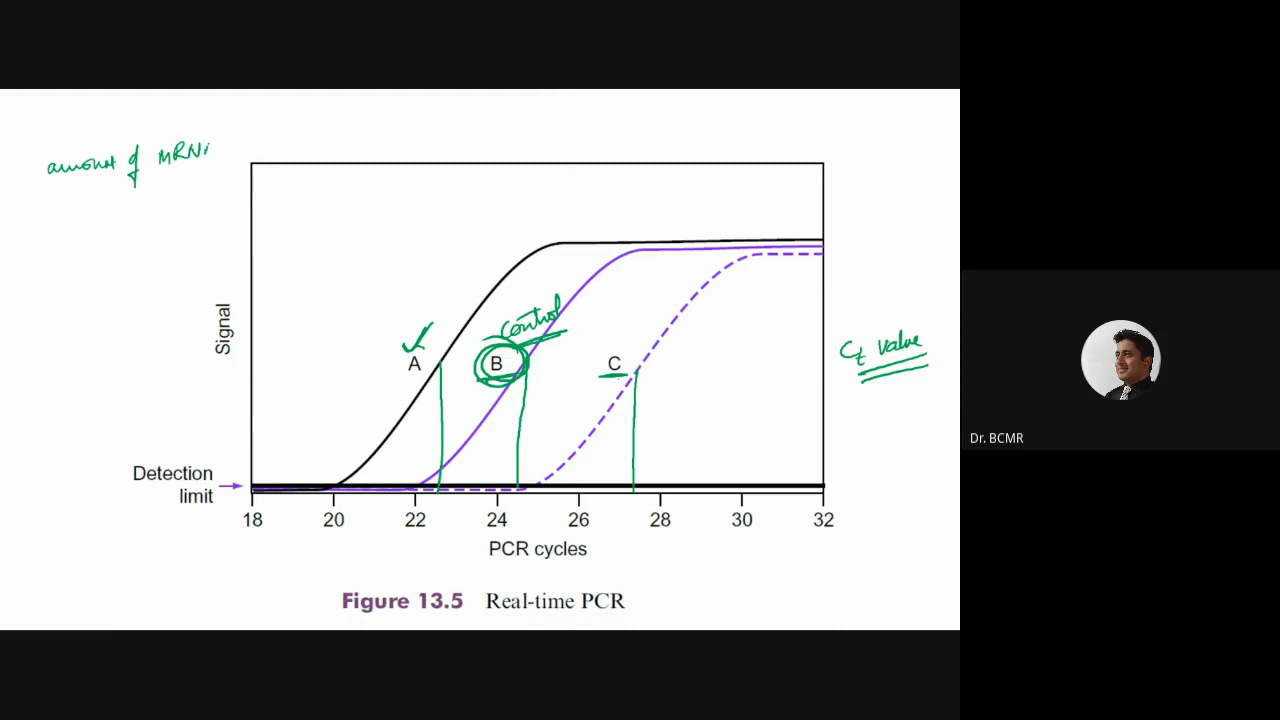 amount of MRNA
control
A
B
C
Signal
Ct value
Dr. BCMR
Detection
limit
18 20 22 24 26 28 30 32
PCR cycles
Figure 13.5 Real-time PCR